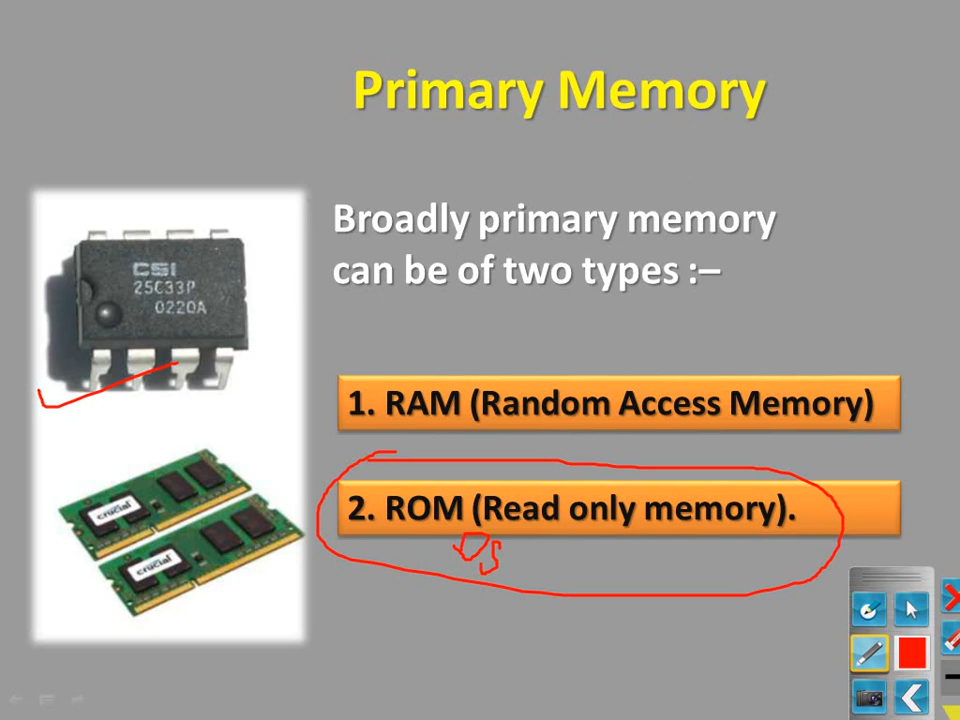 Primary Memory
Broadly primary memory
can be of two types :–
CSI
25C33P
0220A
1. RAM (Random Access Memory)
2. ROM (Read only memory).
crucial
crucial